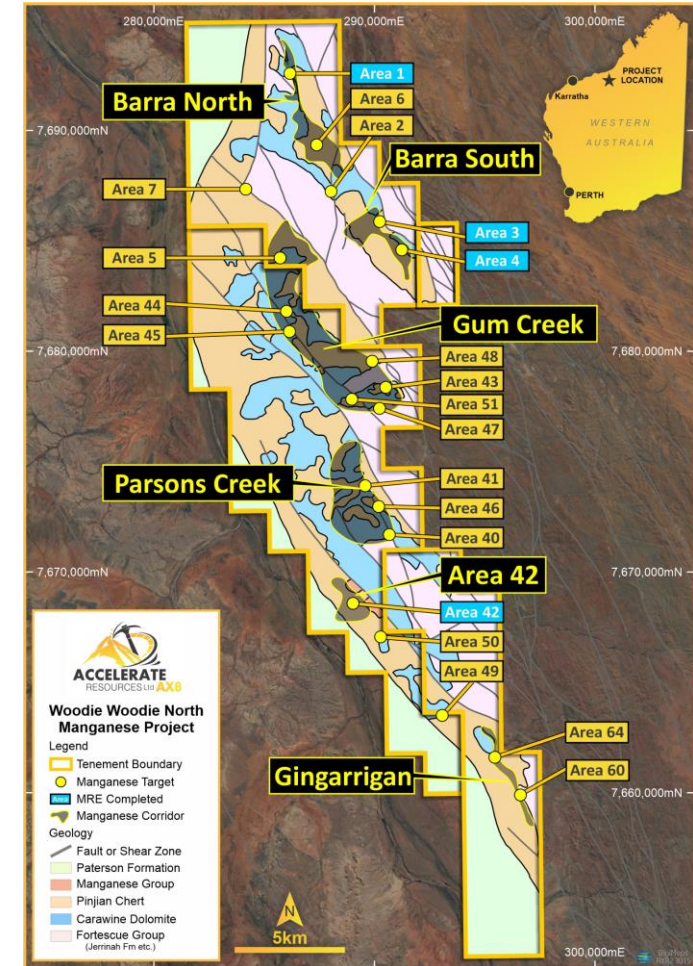 280,000mE
290,000mE
300,000mE
PROJECT
LOCATION
Karratha
WESTERN
AUSTRALIA
PERTH
Area 1
Barra North
Area 6
Area 2
7,690,000mN
Barra South
Area 7
Area 3
Area 4
Area 5
Area 44
Gum Creek
Area 45
7,680,000mN
Area 48
Area 43
Area 51
Area 47
Parsons Creek
Area 41
Area 46
Area 40
7,670,000mN
Area 42
Area 42
Area 50
Area 49
Area 64
Gingarrigan
Area 60
7,660,000mN
ACCELERATE
RESOURCES Ltd AX8
Woodie Woodie North
Manganese Project
Legend
Tenement Boundary
Manganese Target
Area MRE Completed
Manganese Corridor
Geology
Fault or Shear Zone
Paterson Formation
Manganese Group
Pinjian Chert
Carawine Dolomite
Fortescue Group
(Jerrinah Fm etc.)
N
5km
300,000mE